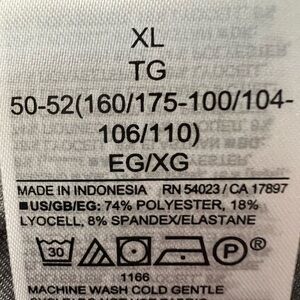 XL
TG
50-52(160/175-100/104-
106/110)
EG/XG
MADE IN INDONESIA RN 54023 / CA 17897
■US/GB/EG: 74% POLYESTER, 18%
LYOCELL, 8% SPANDEX/ELASTANE
30 P®
1166
MACHINE WASH COLD GENTLE